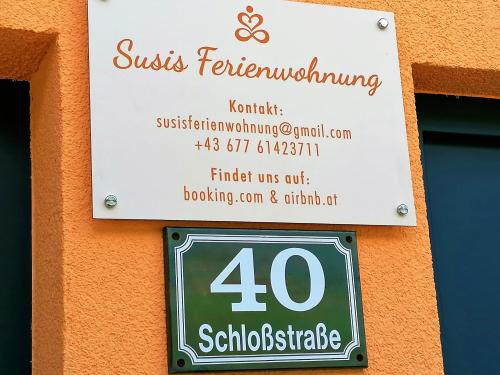 Susis Ferienwohnung
Kontakt:
susisferienwohnung@gmail.com
+43 677 61423711
Findet uns auf:
booking.com & airbnb.at
40
Schloßstraße